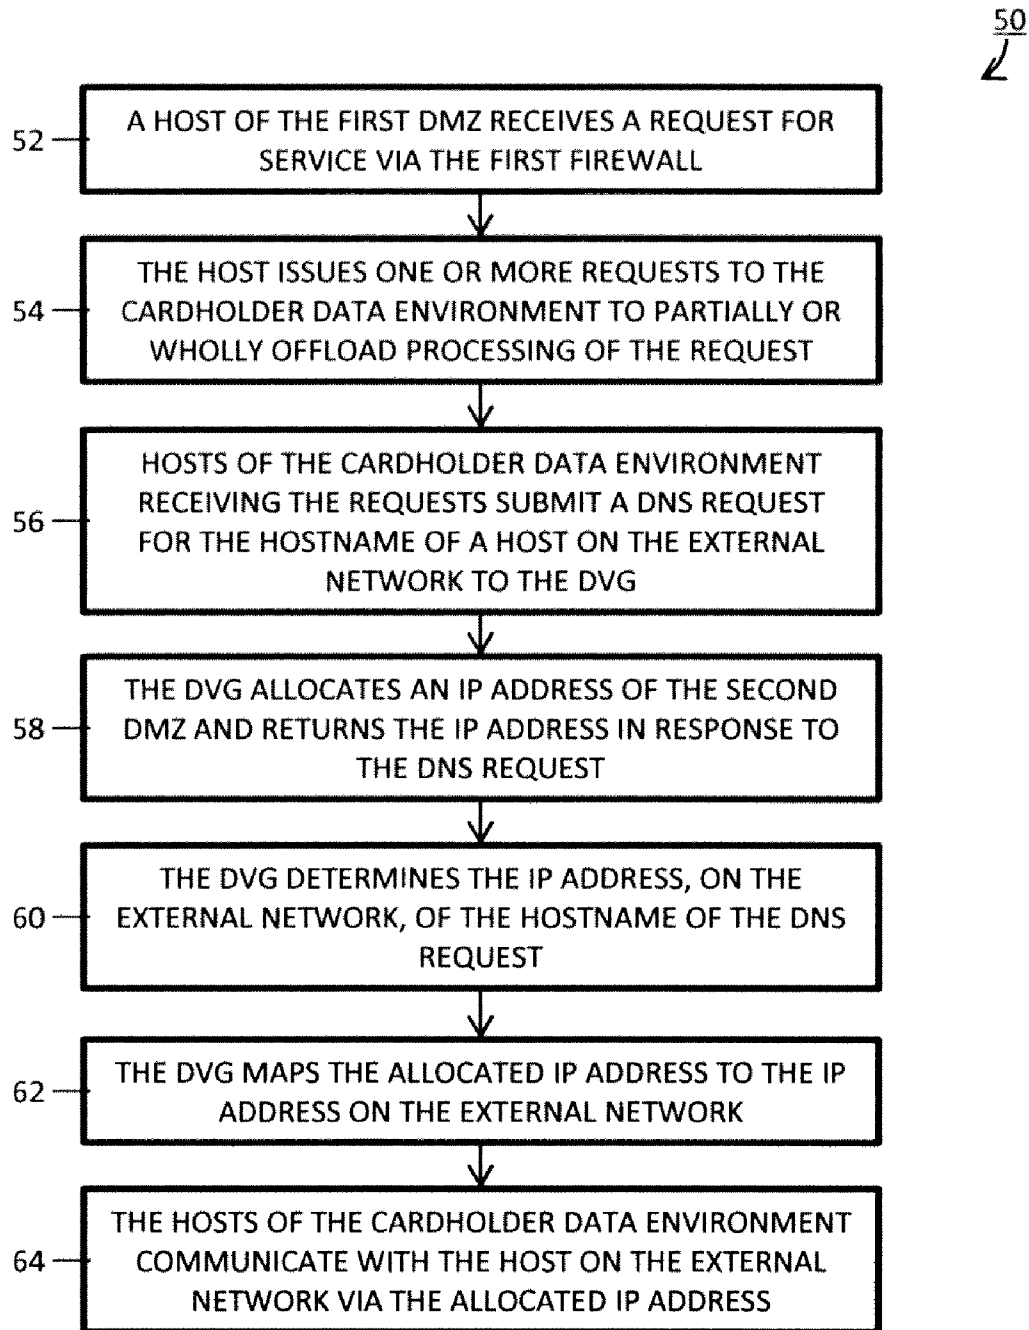 50
52
A HOST OF THE FIRST DMZ RECEIVES A REQUEST FOR
SERVICE VIA THE FIRST FIREWALL
54
THE HOST ISSUES ONE OR MORE REQUESTS TO THE
CARDHOLDER DATA ENVIRONMENT TO PARTIALLY OR
WHOLLY OFFLOAD PROCESSING OF THE REQUEST
56
HOSTS OF THE CARDHOLDER DATA ENVIRONMENT
RECEIVING THE REQUESTS SUBMIT A DNS REQUEST
FOR THE HOSTNAME OF A HOST ON THE EXTERNAL
NETWORK TO THE DVG
58
THE DVG ALLOCATES AN IP ADDRESS OF THE SECOND
DMZ AND RETURNS THE IP ADDRESS IN RESPONSE TO
THE DNS REQUEST
60
THE DVG DETERMINES THE IP ADDRESS, ON THE
EXTERNAL NETWORK, OF THE HOSTNAME OF THE DNS
REQUEST
62
THE DVG MAPS THE ALLOCATED IP ADDRESS TO THE IP
ADDRESS ON THE EXTERNAL NETWORK
64
THE HOSTS OF THE CARDHOLDER DATA ENVIRONMENT
COMMUNICATE WITH THE HOST ON THE EXTERNAL
NETWORK VIA THE ALLOCATED IP ADDRESS